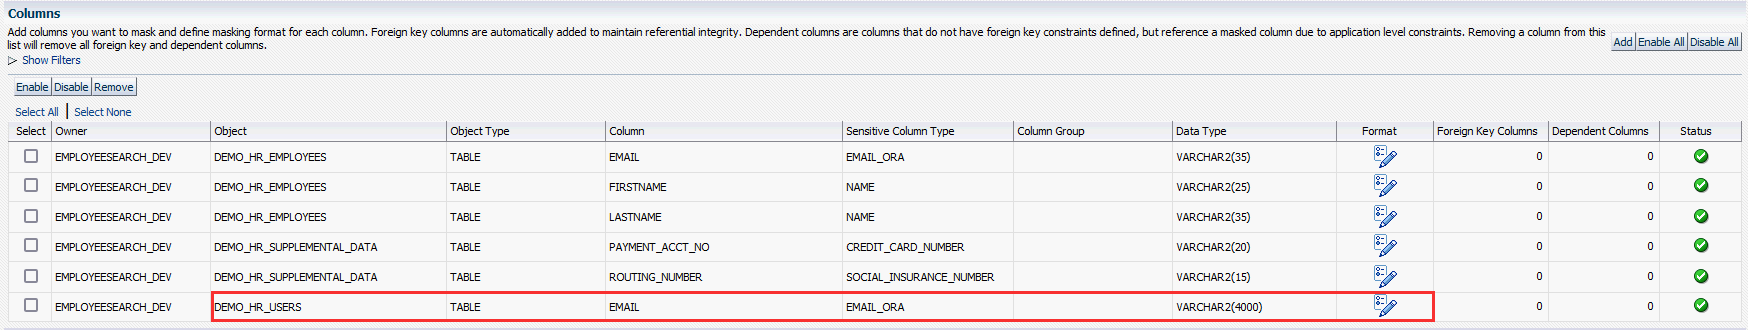 Columns
Add columns you want to mask and define masking format for each column. Foreign key columns are automatically added to maintain referential integrity. Dependent columns are columns that do not have foreign key constraints defined, but reference a masked column due to application level constraints. Removing a column from this
list will remove all foreign key and dependent columns.
Add Enable All Disable All
Show Filters
Enable Disable Remove
Select All | Select None
Select Owner Object Object Type Column Sensitive Column Type Column Group Data Type Format Foreign Key Columns Dependent Columns Status
EMPLOYEESEARCH_DEV DEMO_HR_EMPLOYEES TABLE EMAIL EMAIL_ORA VARCHAR2(35) 0 0
EMPLOYEESEARCH_DEV DEMO_HR_EMPLOYEES TABLE FIRSTNAME NAME VARCHAR2(25) 0 0
EMPLOYEESEARCH_DEV DEMO_HR_EMPLOYEES TABLE LASTNAME NAME VARCHAR2(35) 0 0
EMPLOYEESEARCH_DEV DEMO_HR_SUPPLEMENTAL_DATA TABLE PAYMENT_ACCT_NO CREDIT_CARD_NUMBER VARCHAR2(20) 0 0
EMPLOYEESEARCH_DEV DEMO_HR_SUPPLEMENTAL_DATA TABLE ROUTING_NUMBER SOCIAL_INSURANCE_NUMBER VARCHAR2(15) 0 0
EMPLOYEESEARCH_DEV DEMO_HR_USERS TABLE EMAIL EMAIL_ORA VARCHAR2(4000) 0 0